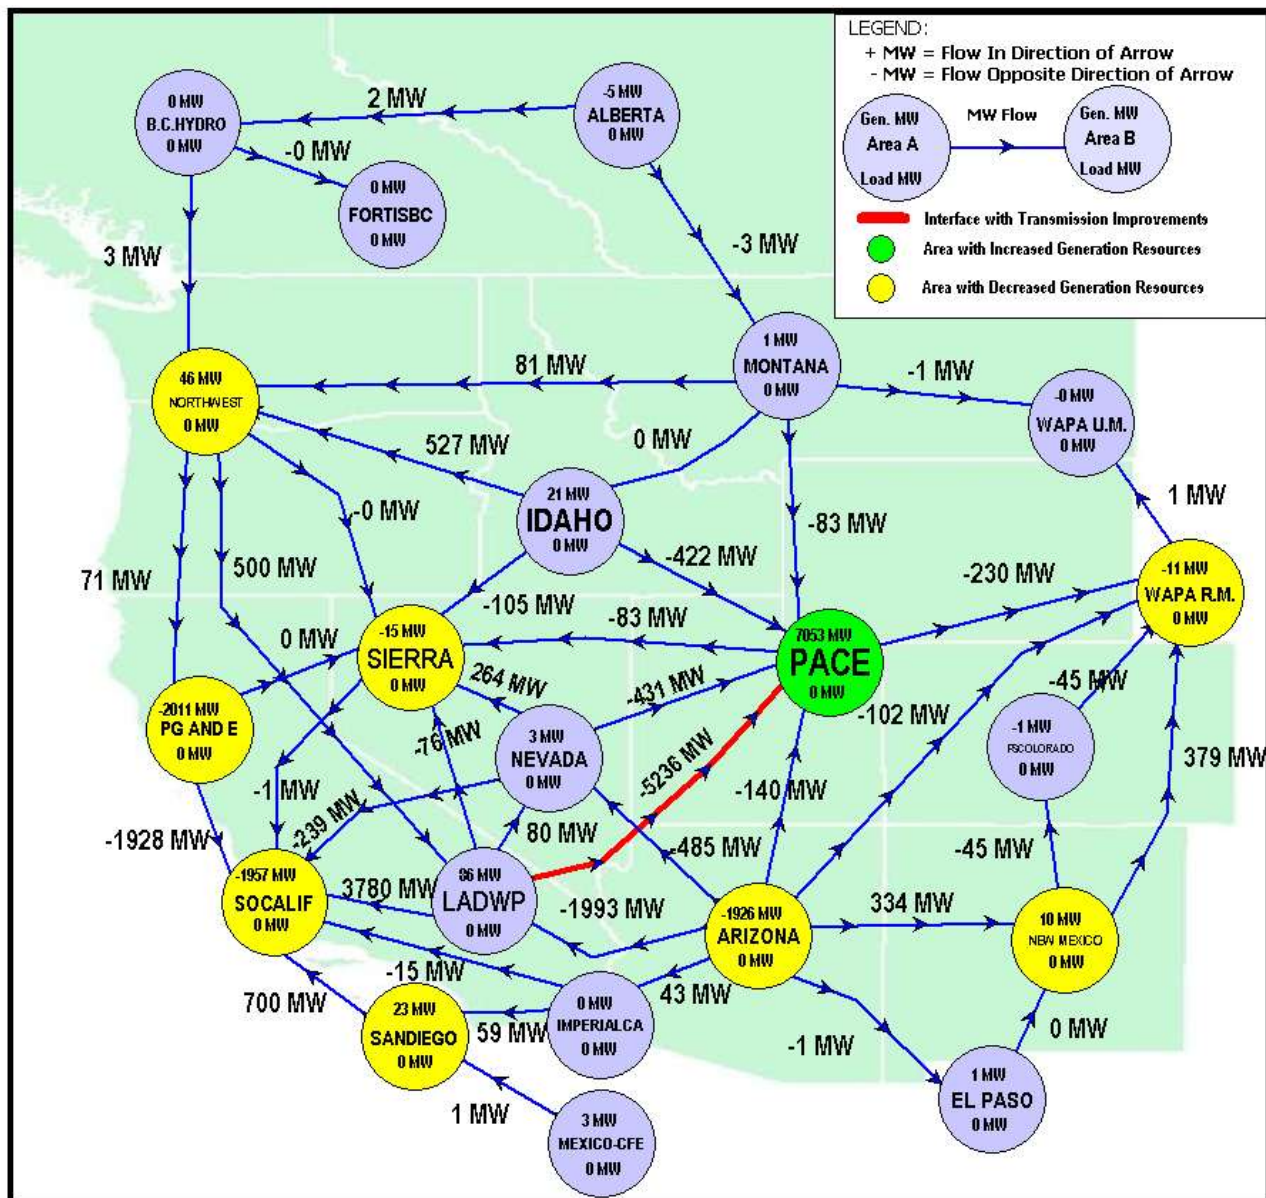 LEGEND:
+ MW = Flow In Direction of Arrow
- MW = Flow Opposite Direction of Arrow
Gen. MW
Area A
Load MW
MW Flow
Gen. MW
Area B
Load MW
Interface with Transmission Improvements
Area with Increased Generation Resources
Area with Decreased Generation Resources
0 MW
B.C.HYDRO
0 MW
2 MW
-5 MW
ALBERTA
0 MW
-0 MW
0 MW
FORTISBC
0 MW
3 MW
-3 MW
1 MW
MONTANA
0 MW
81 MW
-1 MW
-0 MW
WAPA U.M.
0 MW
46 MW
NORTHWEST
0 MW
527 MW
0 MW
21 MW
IDAHO
0 MW
-0 MW
-83 MW
1 MW
71 MW
500 MW
-422 MW
-230 MW
-11 MW
WAPA R.M.
0 MW
-105 MW
-83 MW
0 MW
-15 MW
SIERRA
0 MW
7053 MW
PACE
0 MW
264 MW
-431 MW
-45 MW
-102 MW
-2011 MW
PG AND E
0 MW
-76 MW
3 MW
NEVADA
0 MW
-5236 MW
-1 MW
PSCOLORADO
0 MW
379 MW
-1 MW
-239 MW
-140 MW
80 MW
-485 MW
-45 MW
-1928 MW
-1957 MW
SOCALIF
0 MW
3780 MW
86 MW
LADWP
0 MW
-1993 MW
-1926 MW
ARIZONA
0 MW
334 MW
10 MW
NEW MEXICO
0 MW
-15 MW
43 MW
700 MW
23 MW
SANDIEGO
0 MW
59 MW
0 MW
IMPERIALCA
0 MW
-1 MW
0 MW
1 MW
EL PASO
0 MW
1 MW
3 MW
MEXICO-CFE
0 MW